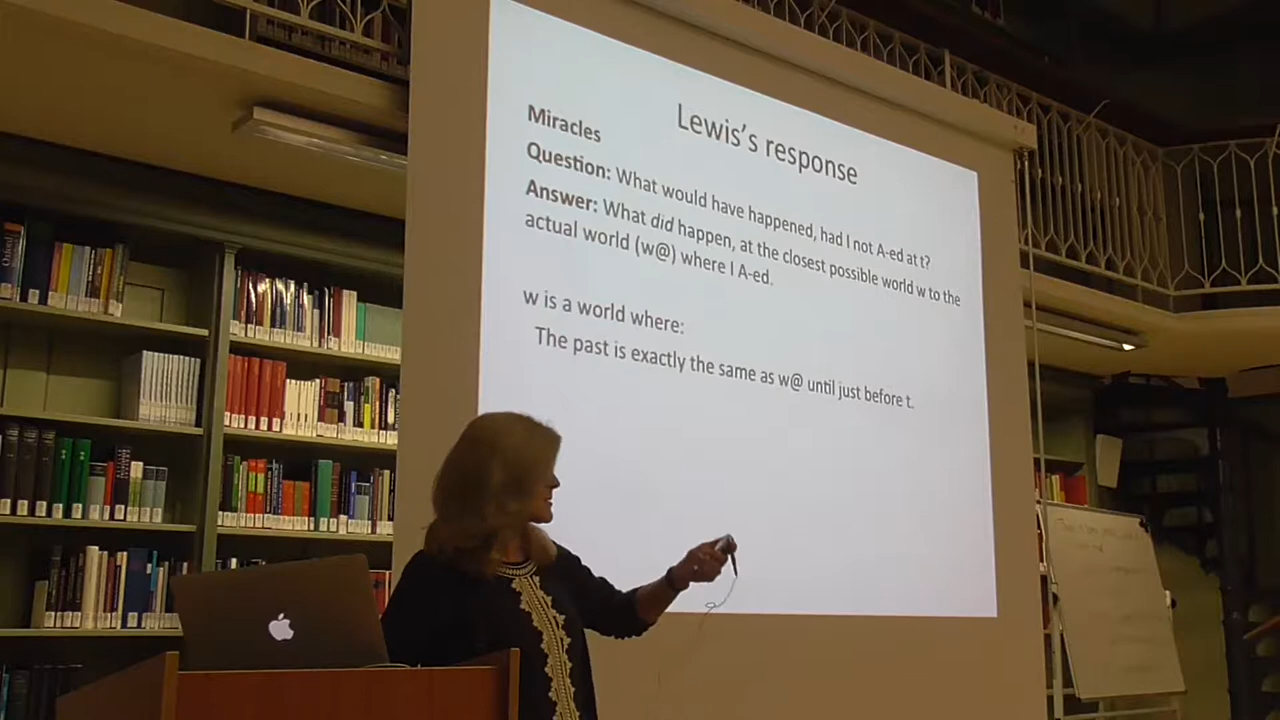 Lewis's response
Miracles
Question: What would have happened, had I not A-ed at t?
Answer: What did happen, at the closest possible world w to the
actual world (w@) where I A-ed.
w is a world where:
The past is exactly the same as w@ until just before t.